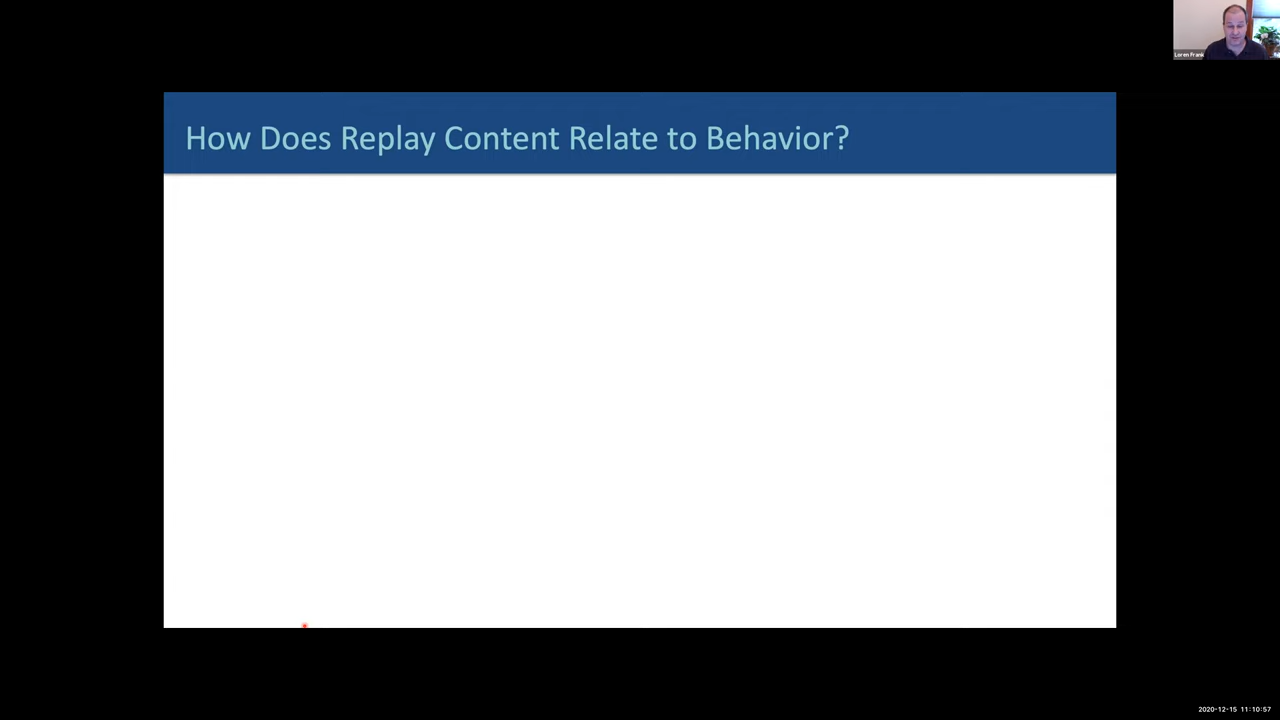 Loren Frank
How Does Replay Content Relate to Behavior?
2020-12-15 11:10:57